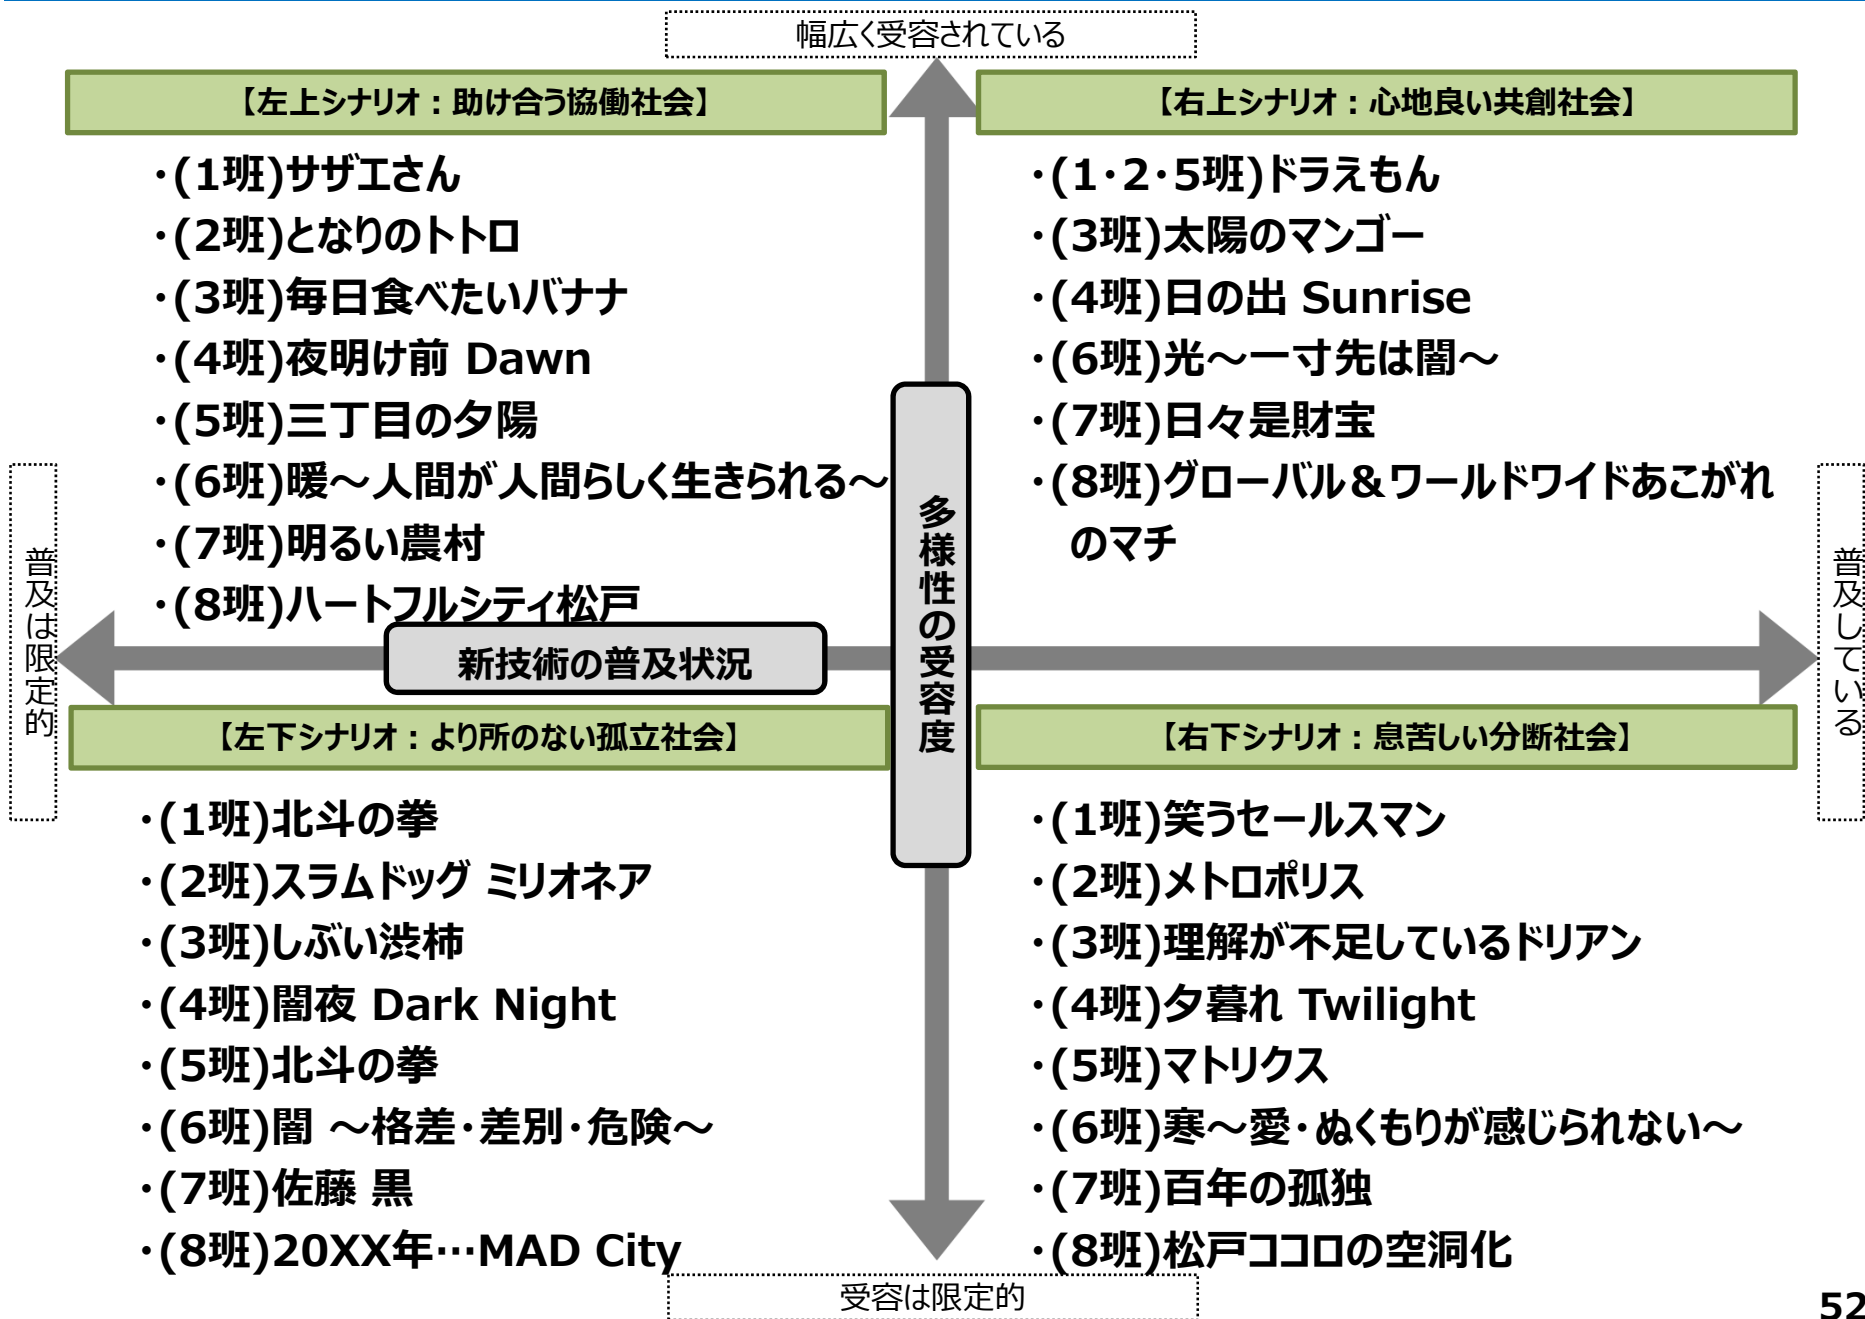 幅広く受容されている
【左上シナリオ：助け合う協働社会】
・(1班)サザエさん
・(2班)となりのトトロ
・(3班)毎日食べたいバナナ
・(4班)夜明け前 Dawn
・(5班)三丁目の夕陽
・(6班)暖～人間が人間らしく生きられる～
・(7班)明るい農村
・(8班)ハートフルシティ松戸
【右上シナリオ：心地良い共創社会】
・(1・2・5班)ドラえもん
・(3班)太陽のマンゴー
・(4班)日の出 Sunrise
・(6班)光～一寸先は闇～
・(7班)日々是財宝
・(8班)グローバル＆ワールドワイドあこがれ
のマチ
普及は限定的
新技術の普及状況
多様性の受容度
普及している
【左下シナリオ：より所のない孤立社会】
・(1班)北斗の拳
・(2班)スラムドッグ ミリオネア
・(3班)しぶい渋柿
・(4班)闇夜 Dark Night
・(5班)北斗の拳
・(6班)闇 ～格差・差別・危険～
・(7班)佐藤 黒
・(8班)20XX年…MAD City
【右下シナリオ：息苦しい分断社会】
・(1班)笑うセールスマン
・(2班)メトロポリス
・(3班)理解が不足しているドリアン
・(4班)夕暮れ Twilight
・(5班)マトリクス
・(6班)寒～愛・ぬくもりが感じられない～
・(7班)百年の孤独
・(8班)松戸ココロの空洞化
受容は限定的
52